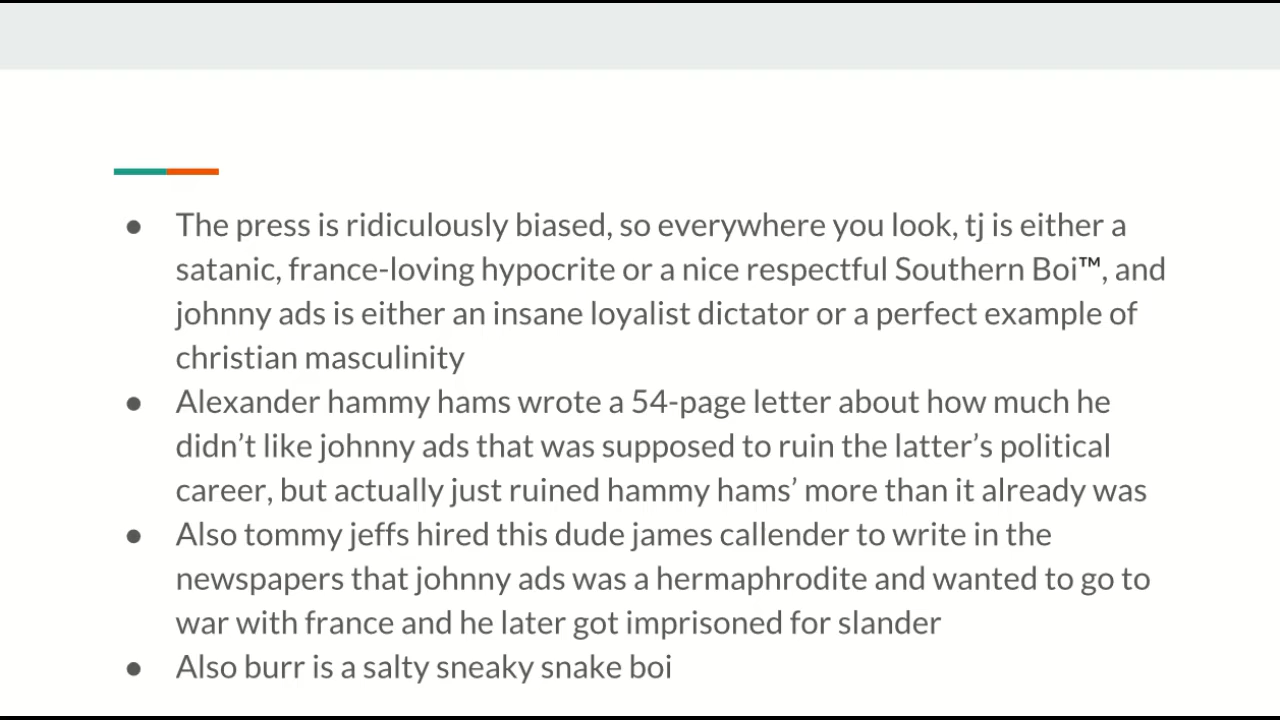 ● The press is ridiculously biased, so everywhere you look, tj is either a
satanic, france-loving hypocrite or a nice respectful Southern Boi™, and
johnny ads is either an insane loyalist dictator or a perfect example of
christian masculinity
● Alexander hammy hams wrote a 54-page letter about how much he
didn’t like johnny ads that was supposed to ruin the latter’s political
career, but actually just ruined hammy hams’ more than it already was
● Also tommy jeffs hired this dude james callender to write in the
newspapers that johnny ads was a hermaphrodite and wanted to go to
war with france and he later got imprisoned for slander
● Also burr is a salty sneaky snake boi